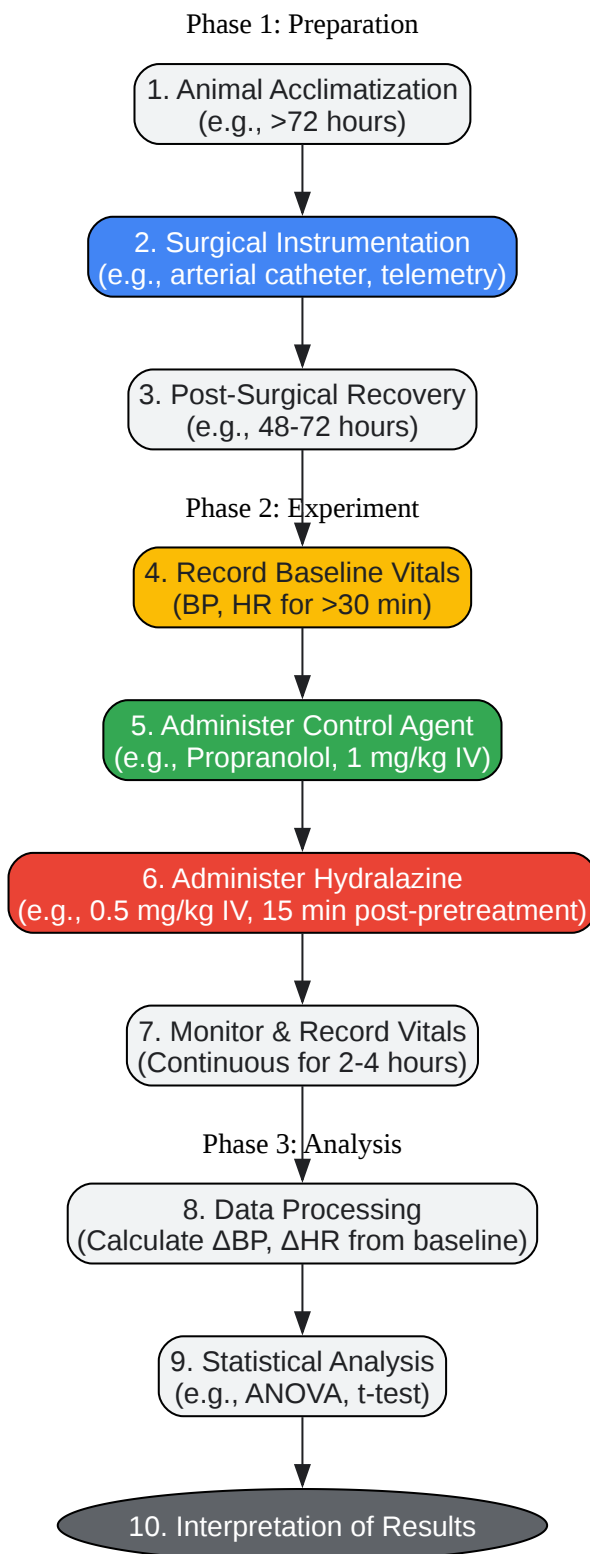 Phase 1: Preparation
1. Animal Acclimatization
(e.g., >72 hours)
2. Surgical Instrumentation
(e.g., arterial catheter, telemetry)
3. Post-Surgical Recovery
(e.g., 48-72 hours)
Phase 2: Experiment
4. Record Baseline Vitals
(BP, HR for >30 min)
5. Administer Control Agent
(e.g., Propranolol, 1 mg/kg IV)
6. Administer Hydralazine
(e.g., 0.5 mg/kg IV, 15 min post-pretreatment)
7. Monitor & Record Vitals
(Continuous for 2-4 hours)
Phase 3: Analysis
8. Data Processing
(Calculate ΔBP, ΔHR from baseline)
9. Statistical Analysis
(e.g., ANOVA, t-test)
10. Interpretation of Results